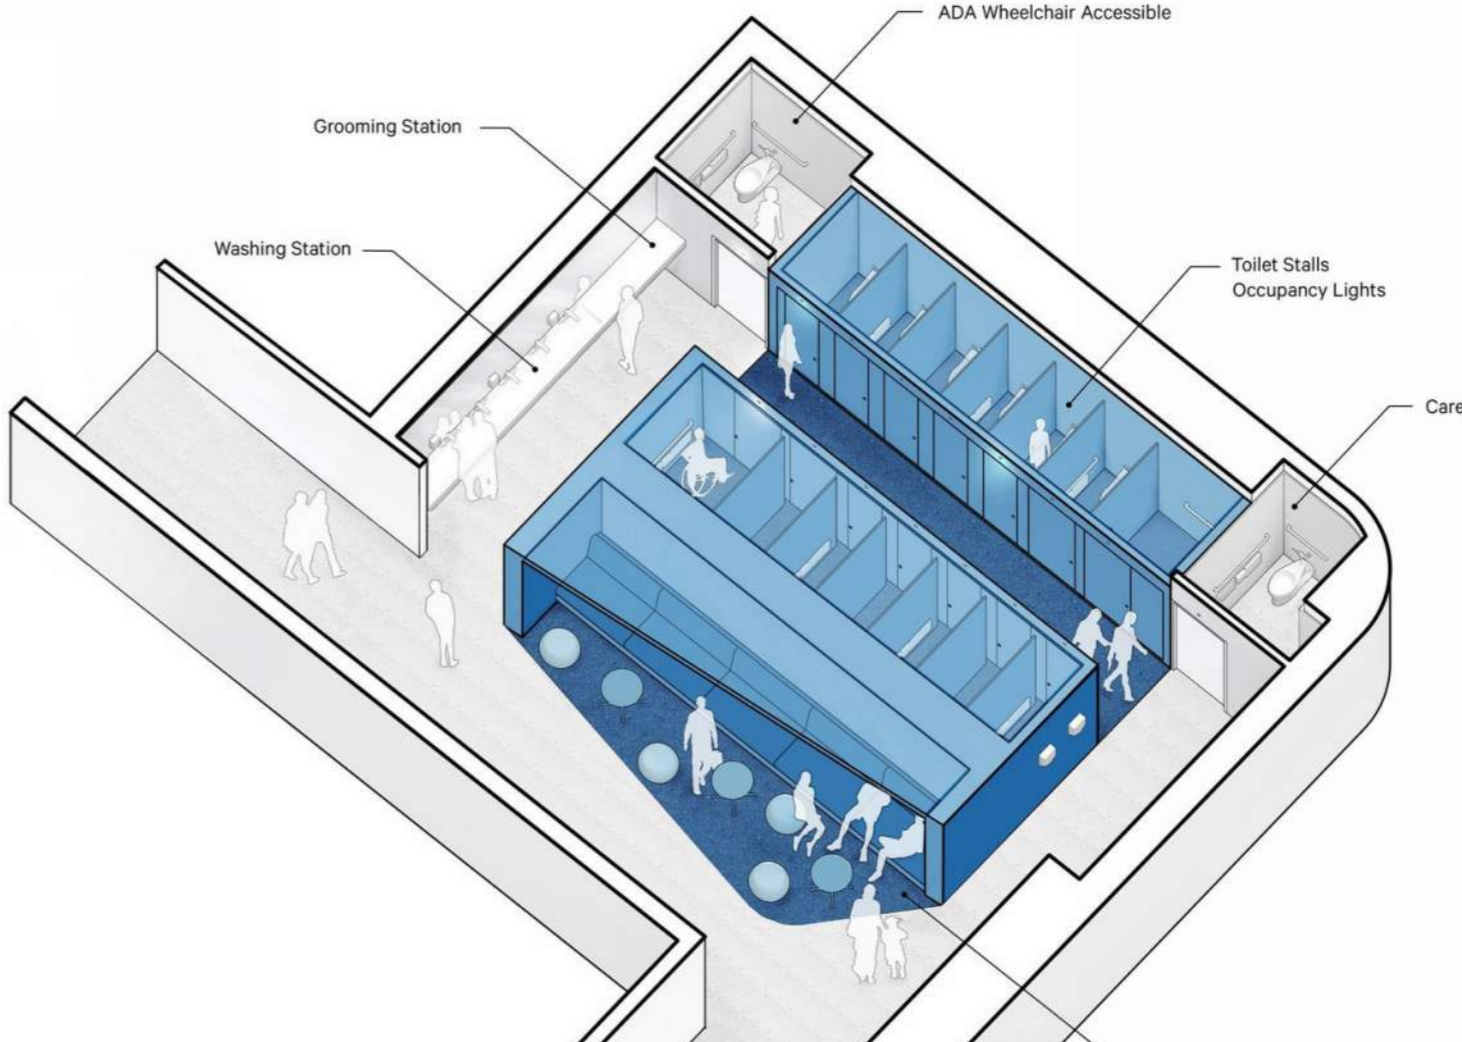 ADA Wheelchair Accessible
Grooming Station
Washing Station
Toilet Stalls
Occupancy Lights
Care